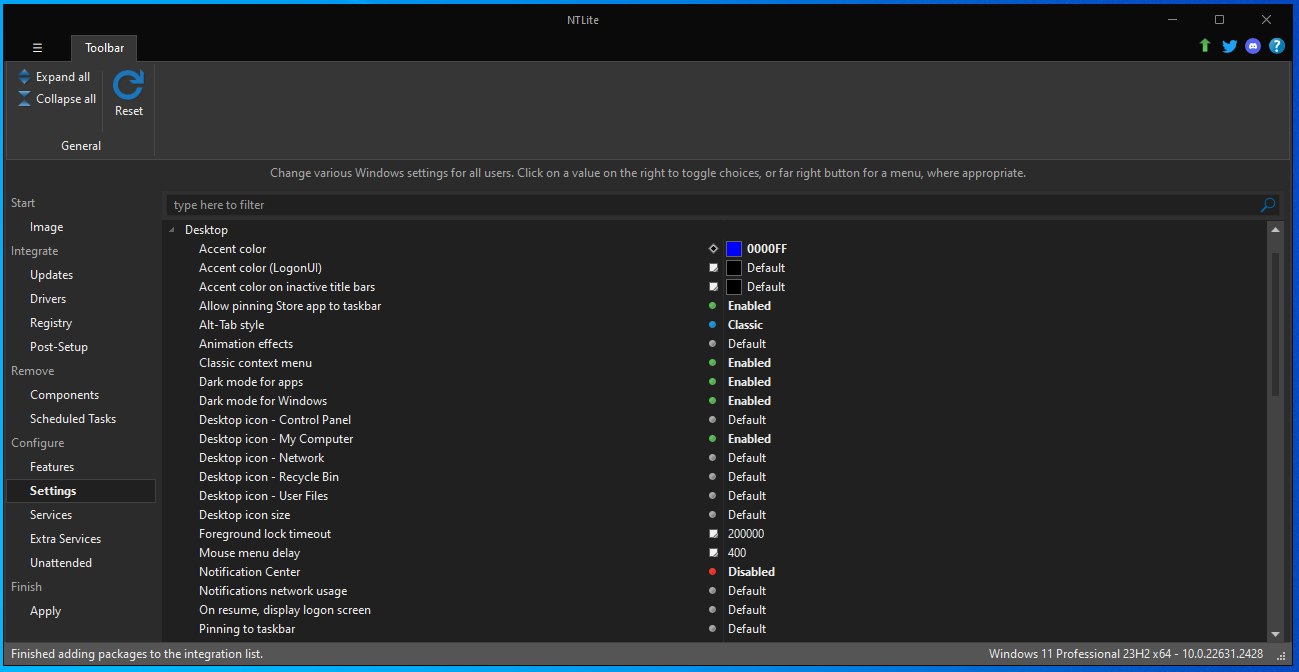 NTLite
Toolbar
Expand all
Collapse all
Reset
General
Change various Windows settings for all users. Click on a value on the right to toggle choices, or far right button for a menu, where appropriate.
Start
Image
Integrate
Updates
Drivers
Registry
Post-Setup
Remove
Components
Scheduled Tasks
Configure
Features
Settings
Services
Extra Services
Unattended
Finish
Apply
type here to filter
Desktop
Accent color 0000FF
Accent color (LogonUI) Default
Accent color on inactive title bars Default
Allow pinning Store app to taskbar Enabled
Alt-Tab style Classic
Animation effects Default
Classic context menu Enabled
Dark mode for apps Enabled
Dark mode for Windows Enabled
Desktop icon - Control Panel Default
Desktop icon - My Computer Enabled
Desktop icon - Network Default
Desktop icon - Recycle Bin Default
Desktop icon - User Files Default
Desktop icon size Default
Foreground lock timeout 200000
Mouse menu delay 400
Notification Center Disabled
Notifications network usage Default
On resume, display logon screen Default
Pinning to taskbar Default
Finished adding packages to the integration list.
Windows 11 Professional 23H2 x64 - 10.0.22631.2428